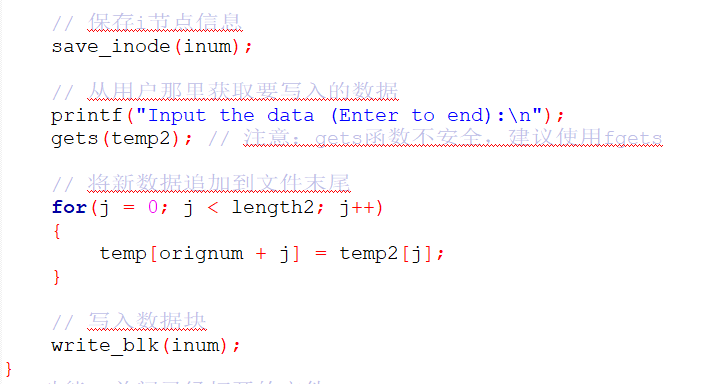 // 保存i节点信息
save_inode(inum);
// 从用户那里获取要写入的数据
printf("Input the data (Enter to end):\n");
gets(temp2); // 注意: gets函数不安全, 建议使用fgets
// 将新数据追加到文件末尾
for(j = 0; j < length2; j++)
{
temp[orignum + j] = temp2[j];
}
// 写入数据块
write_blk(inum);
}